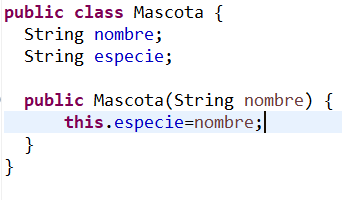 public class Mascota {
  String nombre;
  String especie;

  public Mascota(String nombre) {
      this.especie=nombre;
  }
}